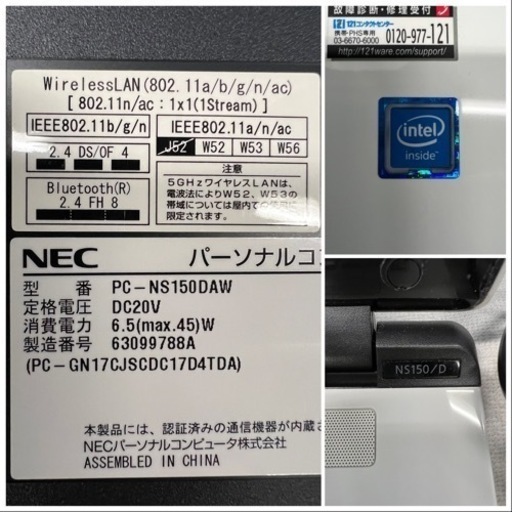 WirelessLAN(802.11a/b/g/n/ac)
[ 802.11n/ac : 1x1(1Stream) ]
IEEE802.11b/g/n
2.4 DS/OF 4
IEEE802.11a/n/ac
J52 W52 W53 W56
Bluetooth(R)
2.4 FH 8
注意
5GHzワイヤレスLANは、
電波法によりW52、W53の
帯域については屋内で
限定されます。
NEC パーソナルコン
型 番 PC-NS150DAW
定格電圧 DC20V
消費電力 6.5(max.45)W
製造番号 63099788A
(PC-GN17CJSCDC17D4TDA)
本製品には、認証済みの通信機器が内蔵さ
NECパーソナルコンピュータ株式会社
ASSEMBLED IN CHINA
故障診断・修理受付
121コンタクトセンター
携帯・PHS専用
03-6670-6000
0120-977-121
http://121ware.com/support/
intel
inside
NS150/D